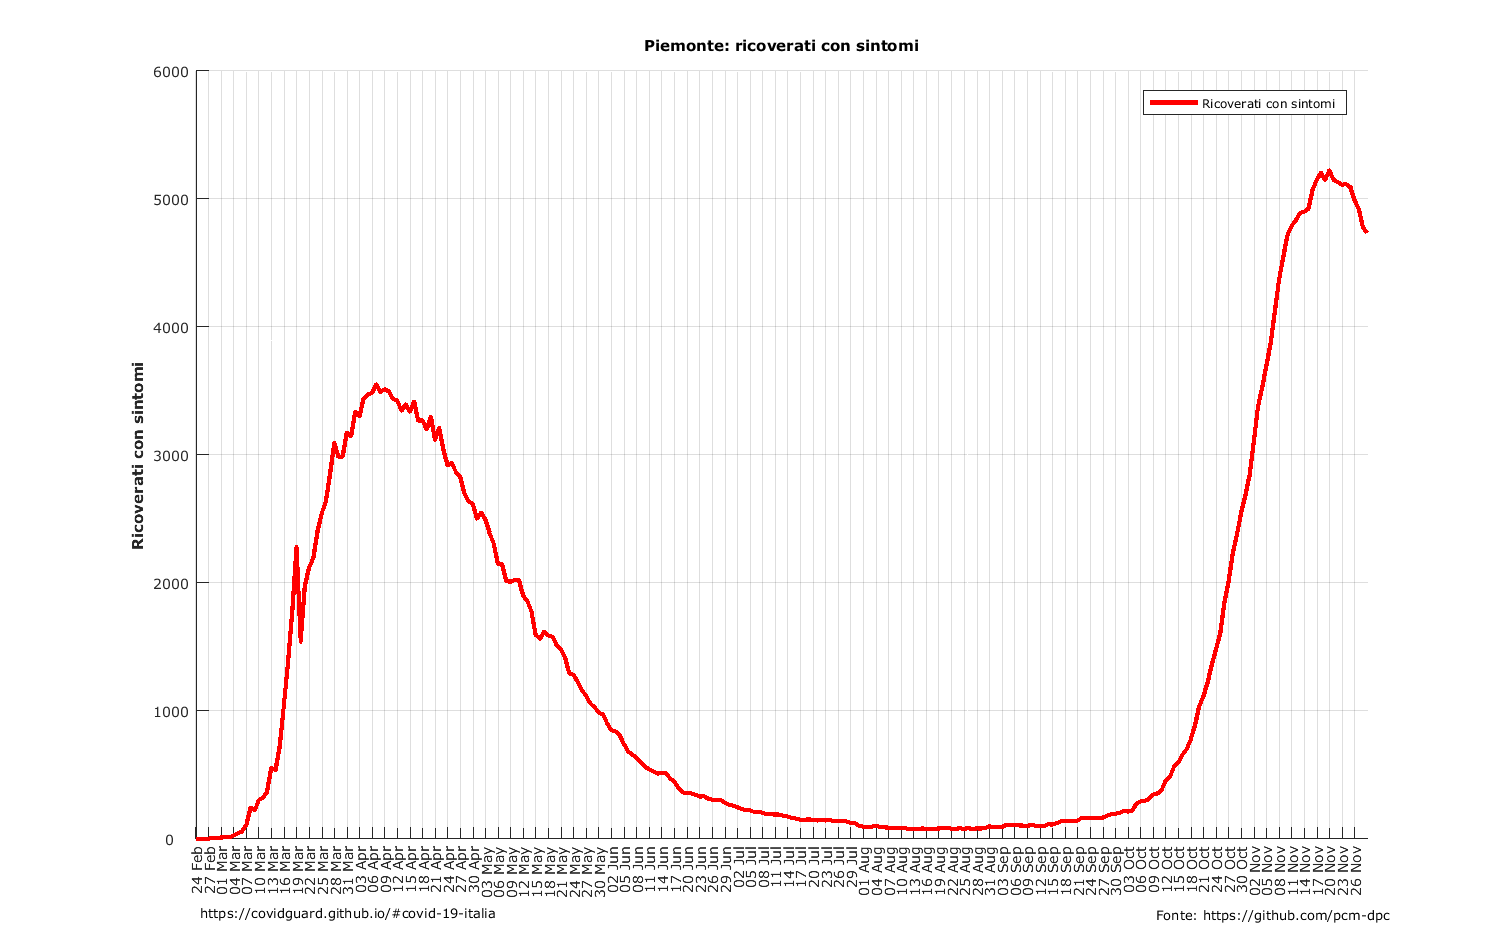 Piemonte: ricoverati con sintomi
Ricoverati con sintomi
Ricoverati con sintomi
6000
5000
4000
3000
2000
1000
0
24 Feb
27 Feb
01 Mar
04 Mar
07 Mar
10 Mar
13 Mar
16 Mar
19 Mar
22 Mar
25 Mar
28 Mar
31 Mar
03 Apr
06 Apr
09 Apr
12 Apr
15 Apr
18 Apr
21 Apr
24 Apr
27 Apr
30 Apr
03 May
06 May
09 May
12 May
15 May
18 May
21 May
24 May
27 May
30 May
02 Jun
05 Jun
08 Jun
11 Jun
14 Jun
17 Jun
20 Jun
23 Jun
26 Jun
29 Jun
02 Jul
05 Jul
08 Jul
11 Jul
14 Jul
17 Jul
20 Jul
23 Jul
26 Jul
29 Jul
01 Aug
04 Aug
07 Aug
10 Aug
13 Aug
16 Aug
19 Aug
22 Aug
25 Aug
28 Aug
31 Aug
03 Sep
06 Sep
09 Sep
12 Sep
15 Sep
18 Sep
21 Sep
24 Sep
27 Sep
30 Sep
03 Oct
06 Oct
09 Oct
12 Oct
15 Oct
18 Oct
21 Oct
24 Oct
27 Oct
30 Oct
02 Nov
05 Nov
08 Nov
11 Nov
14 Nov
17 Nov
20 Nov
23 Nov
26 Nov
https://covidguard.github.io/#covid-19-italia
Fonte: https://github.com/pcm-dpc